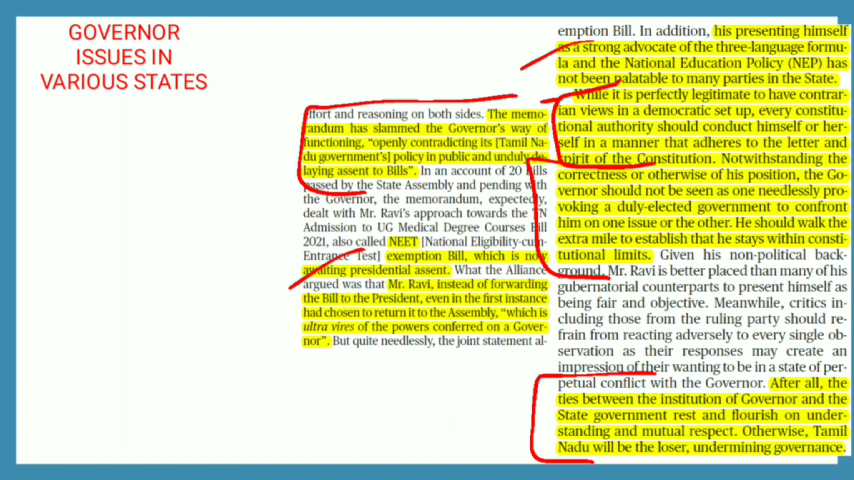 GOVERNOR
ISSUES IN
VARIOUS STATES
effort and reasoning on both sides. The memo-
randum has slammed the Governor's way of
functioning, "openly contradicting its [Tamil Na-
du government's] policy in public and unduly de-
laying assent to Bills". In an account of 20 Bills
passed by the State Assembly and pending with
the Governor, the memorandum, expectedly,
dealt with Mr. Ravi's approach towards the TN
Admission to UG Medical Degree Courses Bill
2021, also called NEET [National Eligibility-cum-
Entrance Test] exemption Bill, which is now
awaiting presidential assent. What the Alliance
argued was that Mr. Ravi, instead of forwarding
the Bill to the President, even in the first instance
had chosen to return it to the Assembly, "which is
ultra vires of the powers conferred on a Gover-
nor". But quite needlessly, the joint statement al-
emption Bill. In addition, his presenting himself
as a strong advocate of the three-language formu-
la and the National Education Policy (NEP) has
not been palatable to many parties in the State.
While it is perfectly legitimate to have contrar-
ian views in a democratic set up, every constitu-
tional authority should conduct himself or her-
self in a manner that adheres to the letter and
spirit of the Constitution. Notwithstanding the
correctness or otherwise of his position, the Go-
vernor should not be seen as one needlessly pro-
voking a duly-elected government to confront
him on one issue or the other. He should walk the
extra mile to establish that he stays within consti-
tutional limits. Given his non-political back-
ground, Mr. Ravi is better placed than many of his
gubernatorial counterparts to present himself as
being fair and objective. Meanwhile, critics in-
cluding those from the ruling party should re-
frain from reacting adversely to every single ob-
servation as their responses may create an
impression of their wanting to be in a state of per-
petual conflict with the Governor. After all, the
ties between the institution of Governor and the
State government rest and flourish on under-
standing and mutual respect. Otherwise, Tamil
Nadu will be the loser, undermining governance.